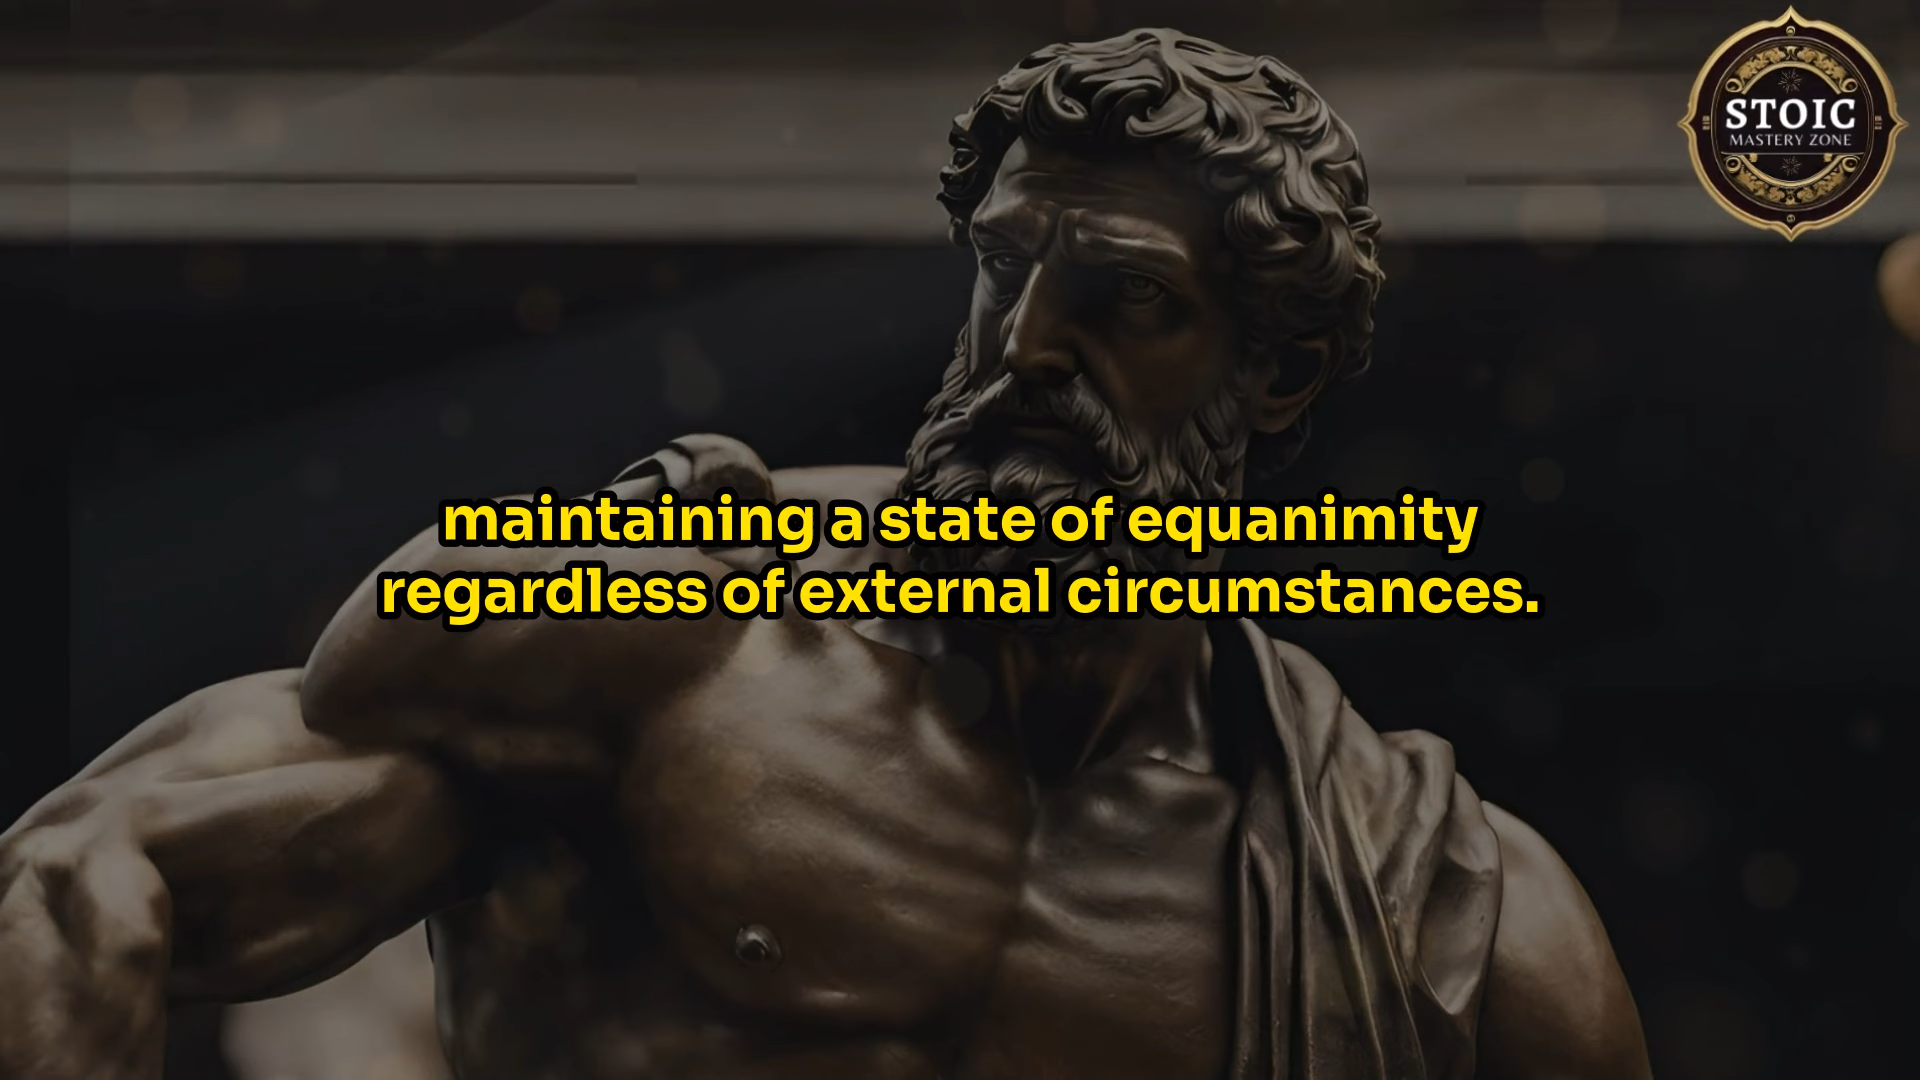 STOIC
MASTERY ZONE
maintaining a state of equanimity
regardless of external circumstances.